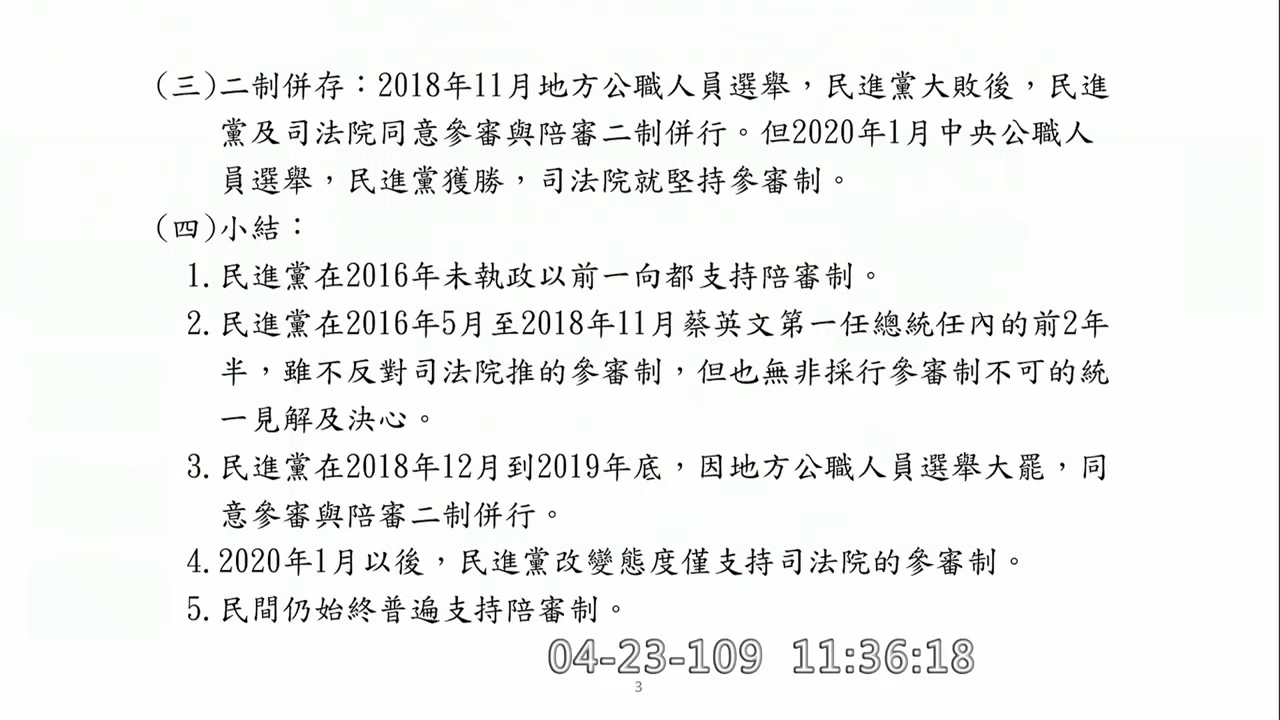 (三)二制併存：2018年11月地方公職人員選舉，民進黨大敗後，民進
黨及司法院同意參審與陪審二制併行。但2020年1月中央公職人
員選舉，民進黨獲勝，司法院就堅持參審制。
(四)小結：
1.民進黨在2016年未執政以前一向都支持陪審制。
2.民進黨在2016年5月至2018年11月蔡英文第一任總統任內的前2年
半，雖不反對司法院推的參審制，但也無非採行參審制不可的統
一見解及決心。
3.民進黨在2018年12月到2019年底，因地方公職人員選舉大罷，同
意參審與陪審二制併行。
4.2020年1月以後，民進黨改變態度僅支持司法院的參審制。
5.民間仍始終普遍支持陪審制。
04-23-109 11:36:18
3